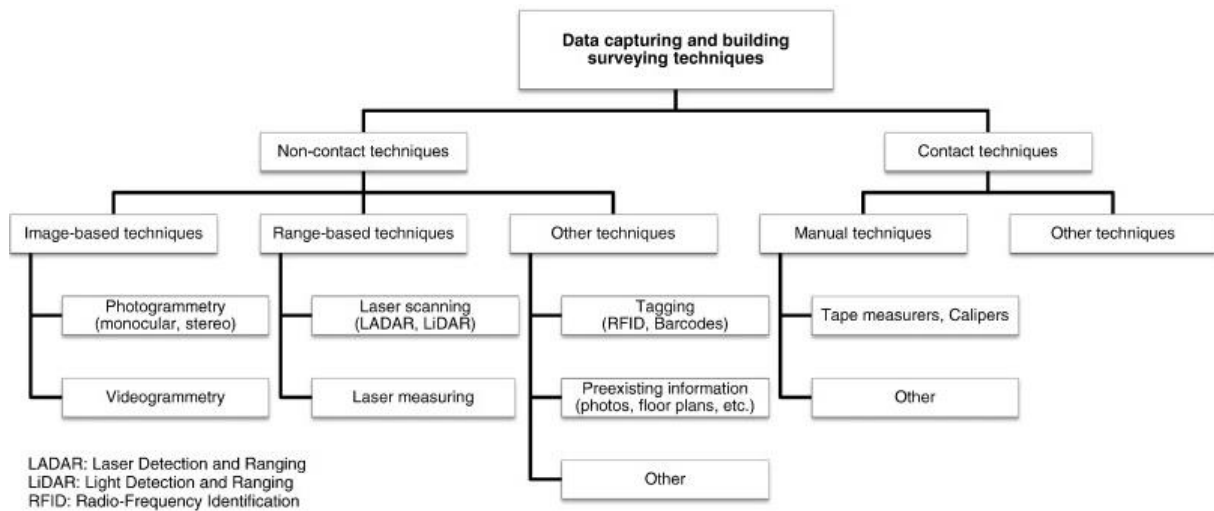 Data capturing and building
surveying techniques
Non-contact techniques
Contact techniques
Image-based techniques
Range-based techniques
Other techniques
Manual techniques
Other techniques
Photogrammetry
(monocular, stereo)
Laser scanning
(LADAR, LiDAR)
Tagging
(RFID, Barcodes)
Tape measurers, Calipers
Videogrammetry
Laser measuring
Preexisting information
(photos, floor plans, etc.)
Other
Other
LADAR: Laser Detection and Ranging
LiDAR: Light Detection and Ranging
RFID: Radio-Frequency Identification